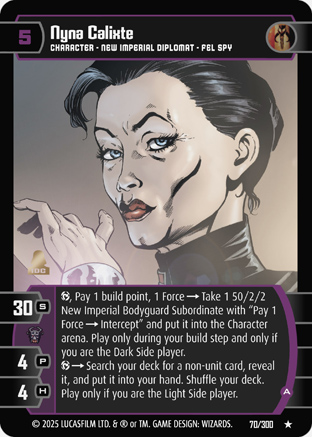 5 Nyna Calixte
CHARACTER - NEW IMPERIAL DIPLOMAT - FEL SPY
30 S
4 P
4 H
, Pay 1 build point, 1 Force → Take 1 50/2/2
New Imperial Bodyguard Subordinate with “Pay 1
Force → Intercept” and put it into the Character
arena. Play only during your build step and only if
you are the Dark Side player.
→ Search your deck for a non-unit card, reveal
it, and put it into your hand. Shuffle your deck.
Play only if you are the Light Side player.
A
© 2025 LUCASFILM LTD. & ® OR TM. GAME DESIGN: WIZARDS. 70/300 ★